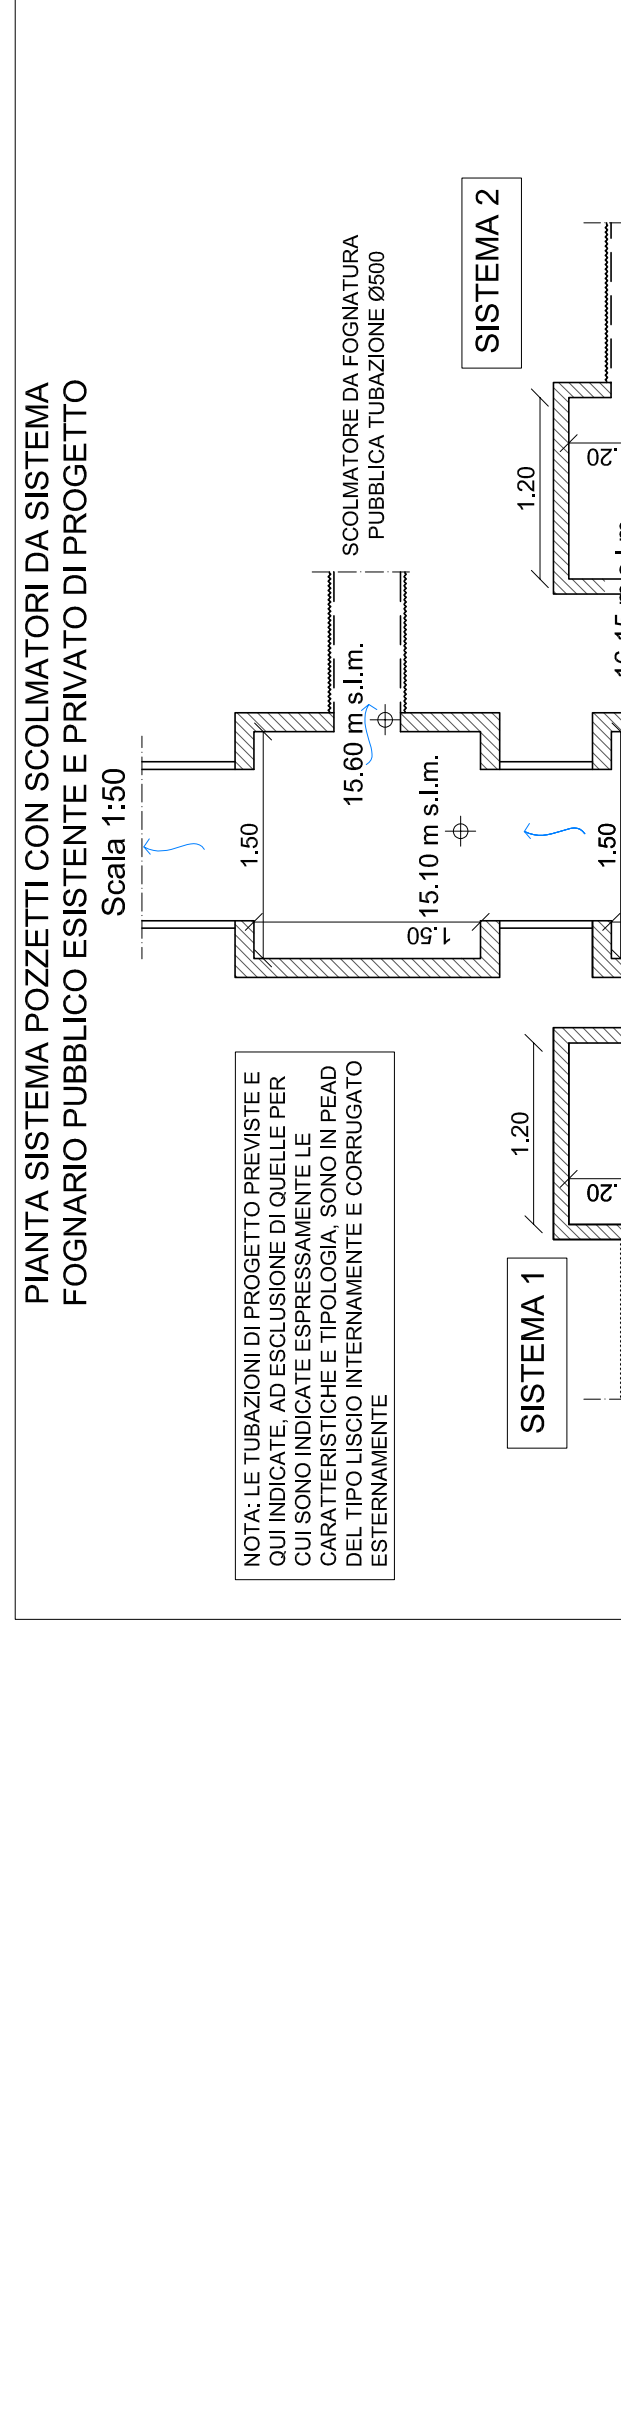 PIANTA SISTEMA POZZETTI CON SCOLMATORI DA SISTEMA
FOGNARIO PUBBLICO ESISTENTE E PRIVATO DI PROGETTO
Scala 1:50
NOTA: LE TUBAZIONI DI PROGETTO PREVISTE E
QUI INDICATE, AD ESCLUSIONE DI QUELLE PER
CUI SONO INDICATE ESPRESSAMENTE LE
CARATTERISTICHE E TIPOLOGIA, SONO IN PEAD
DEL TIPO LISCIO INTERNAMENTE E CORRUGATO
ESTERNAMENTE
1.50
15.60 m s.l.m.
SCOLMATORE DA FOGNATURA
PUBBLICA TUBAZIONE Ø500
15.10 m s.l.m.
1.50
SISTEMA 2
1.20
.20
SISTEMA 1
1.20
.20
1.50